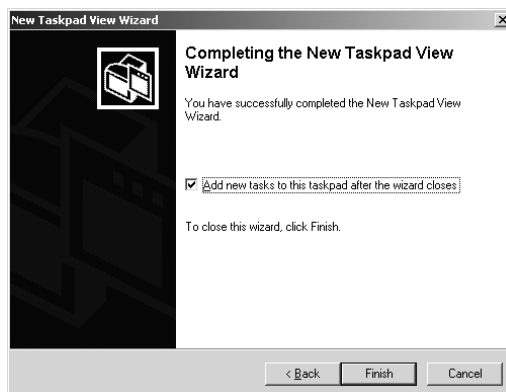 New Taskpad View Wizard
Completing the New Taskpad View
Wizard
You have successfully completed the New Taskpad View
Wizard.
Add new tasks to this taskpad after the wizard closes
To close this wizard, click Finish.
< Back
Finish
Cancel